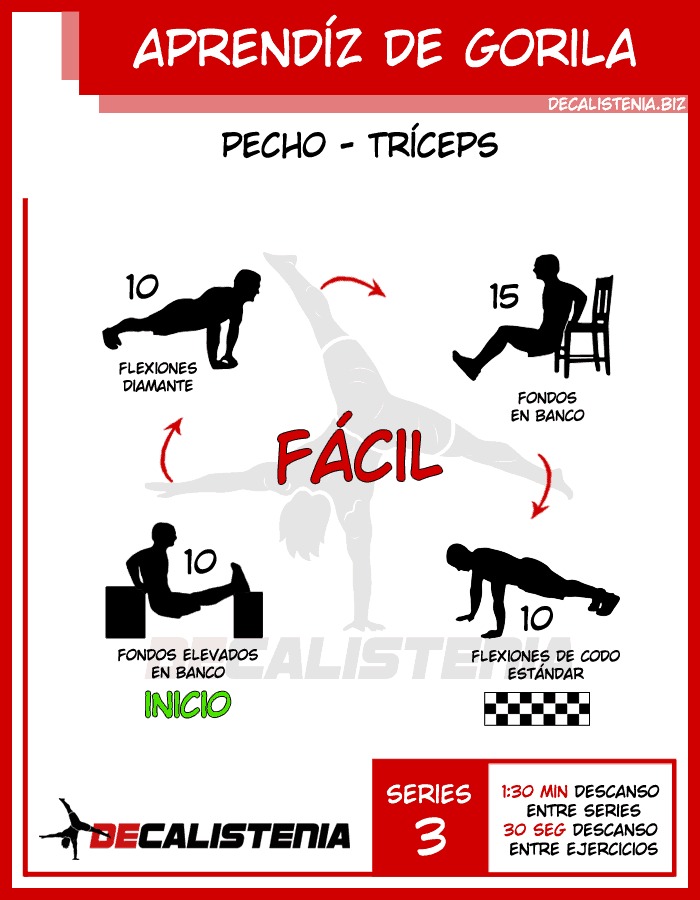 APRENDÍZ DE GORILA
DECALISTENIA.BIZ
PECHO - TRÍCEPS
10
FLEXIONES
DIAMANTE
15
FONDOS
EN BANCO
FÁCIL
10
FONDOS ELEVADOS
EN BANCO
INICIO
10
FLEXIONES DE CODO
ESTÁNDAR
DECALISTENIA
DECALISTENIA
SERIES
3
1:30 MIN DESCANSO
ENTRE SERIES
30 SEG DESCANSO
ENTRE EJERCICIOS